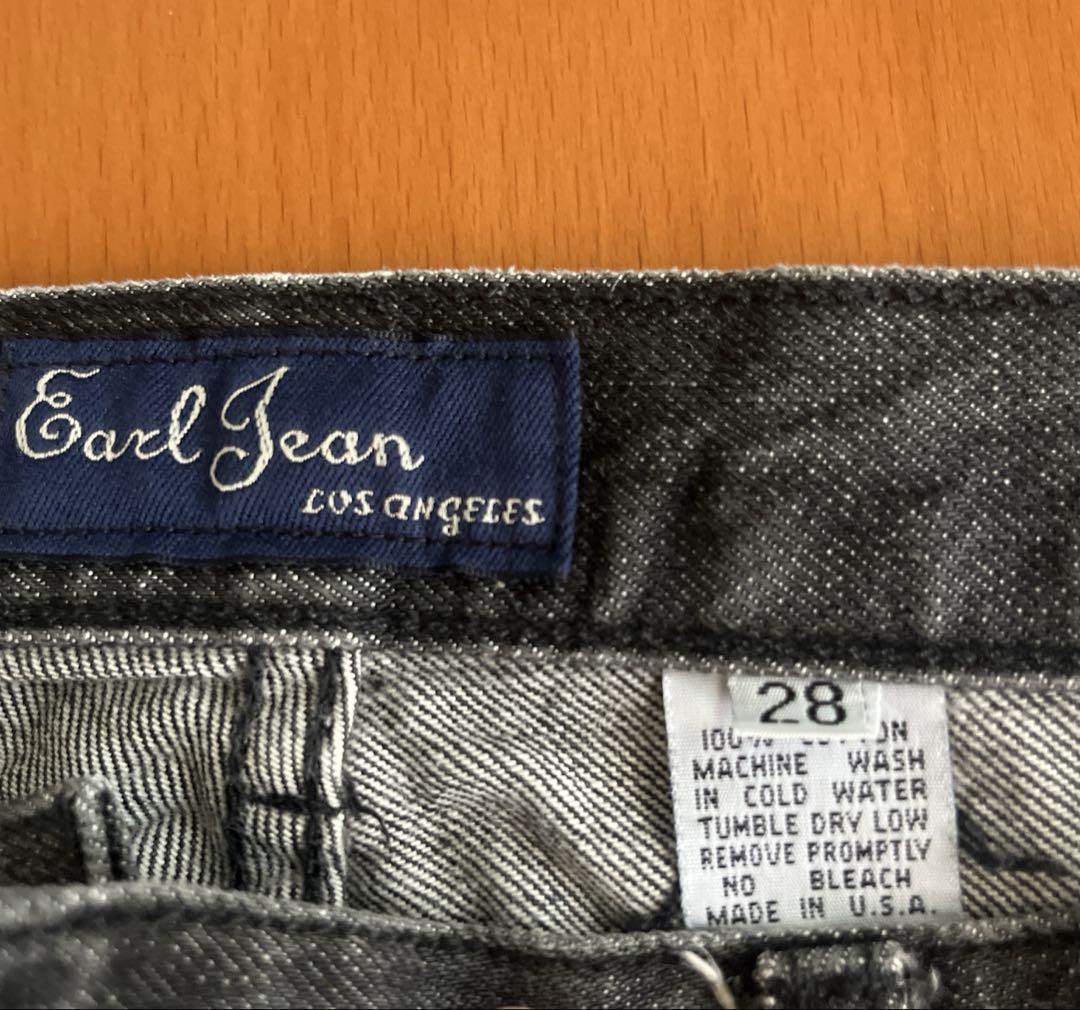 Earl Jean
LOS ANGELES
28
100%
MACHINE WASH
IN COLD WATER
TUMBLE DRY LOW
REMOVE PROMPTLY
NO BLEACH
MADE IN U.S.A.